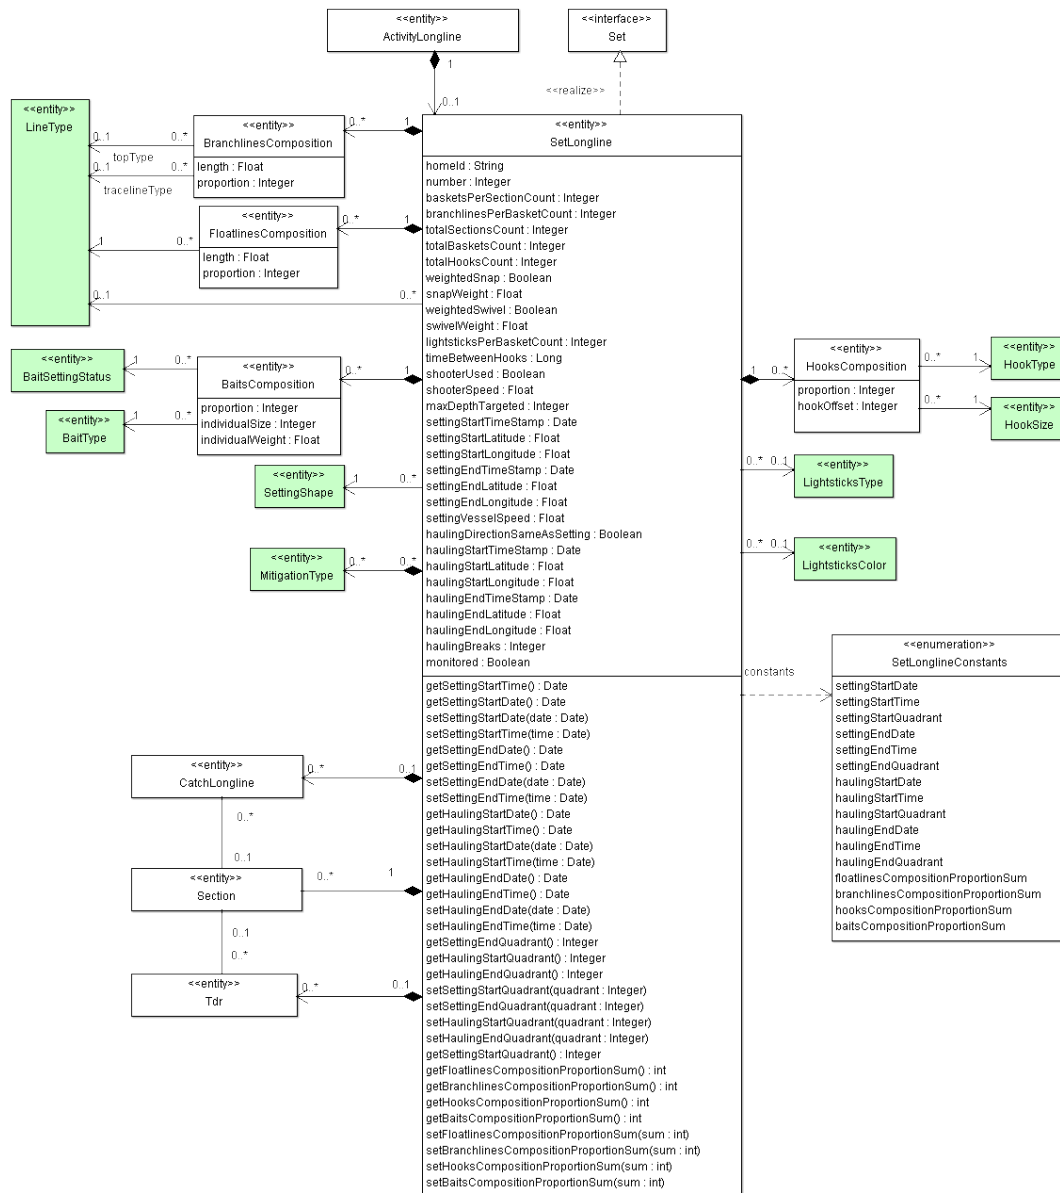 <<entity>>
ActivityLongline
<<interface>>
Set
1
0..1
<<realize>>
<<entity>>
LineType
0..1
0..*
topType
0..1
0..*
tracelineType
1
0..*
0..1
0..*
<<entity>>
BranchlinesComposition
length : Float
proportion : Integer
0..*
1
<<entity>>
FloatlinesComposition
length : Float
proportion : Integer
0..*
1
<<entity>>
BaitSettingStatus
1
0..*
<<entity>>
BaitType
1
0..*
<<entity>>
BaitsComposition
proportion : Integer
individualSize : Integer
individualWeight : Float
0..*
1
<<entity>>
SettingShape
1
0..*
<<entity>>
MitigationType
0..*
0..*
<<entity>>
SetLongline
homeId : String
number : Integer
basketsPerSectionCount : Integer
branchlinesPerBasketCount : Integer
totalSectionsCount : Integer
totalBasketsCount : Integer
totalHooksCount : Integer
weightedSnap : Boolean
snapWeight : Float
weightedSwivel : Boolean
swivelWeight : Float
lightsticksPerBasketCount : Integer
timeBetweenHooks : Long
shooterUsed : Boolean
shooterSpeed : Float
maxDepthTargeted : Integer
settingStartTimeStamp : Date
settingStartLatitude : Float
settingStartLongitude : Float
settingEndTimeStamp : Date
settingEndLatitude : Float
settingEndLongitude : Float
settingVesselSpeed : Float
haulingDirectionSameAsSetting : Boolean
haulingStartTimeStamp : Date
haulingStartLatitude : Float
haulingStartLongitude : Float
haulingEndTimeStamp : Date
haulingEndLatitude : Float
haulingEndLongitude : Float
haulingBreaks : Integer
monitored : Boolean
getSettingStartTime() : Date
getSettingStartDate() : Date
setSettingStartDate(date : Date)
setSettingStartTime(time : Date)
getSettingEndDate() : Date
getSettingEndTime() : Date
setSettingEndDate(date : Date)
setSettingEndTime(time : Date)
getHaulingStartDate() : Date
getHaulingStartTime() : Date
setHaulingStartDate(date : Date)
setHaulingStartTime(time : Date)
getHaulingEndDate() : Date
getHaulingEndTime() : Date
setHaulingEndDate(date : Date)
setHaulingEndTime(time : Date)
getSettingEndQuadrant() : Integer
getHaulingStartQuadrant() : Integer
getHaulingEndQuadrant() : Integer
setSettingStartQuadrant(quadrant : Integer)
setSettingEndQuadrant(quadrant : Integer)
setHaulingStartQuadrant(quadrant : Integer)
setHaulingEndQuadrant(quadrant : Integer)
getSettingStartQuadrant() : Integer
getFloatlinesCompositionProportionSum() : int
getBranchlinesCompositionProportionSum() : int
getHooksCompositionProportionSum() : int
getBaitsCompositionProportionSum() : int
setFloatlinesCompositionProportionSum(sum : int)
setBranchlinesCompositionProportionSum(sum : int)
setHooksCompositionProportionSum(sum : int)
setBaitsCompositionProportionSum(sum : int)
1
0..*
<<entity>>
HooksComposition
proportion : Integer
hookOffset : Integer
0..*
1
<<entity>>
HookType
0..*
1
<<entity>>
HookSize
0..*
0..1
<<entity>>
LightsticksType
0..*
0..1
<<entity>>
LightsticksColor
constants
<<enumeration>>
SetLonglineConstants
settingStartDate
settingStartTime
settingStartQuadrant
settingEndDate
settingEndTime
settingEndQuadrant
haulingStartDate
haulingStartTime
haulingStartQuadrant
haulingEndDate
haulingEndTime
haulingEndQuadrant
floatlinesCompositionProportionSum
branchlinesCompositionProportionSum
hooksCompositionProportionSum
baitsCompositionProportionSum
<<entity>>
CatchLongline
0..*
0..1
0..*
0..1
<<entity>>
Section
0..*
1
0..1
0..*
<<entity>>
Tdr
0..*
0..1